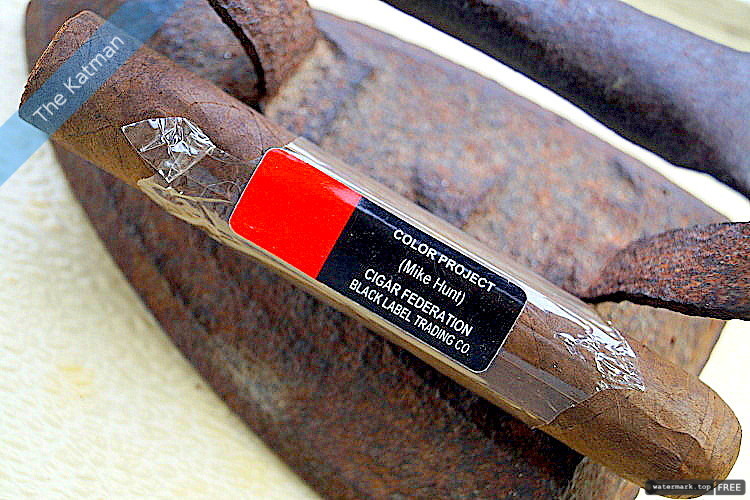 The Katman
COLOR PROJECT
(Mike Hunt)
CIGAR FEDERATION
BLACK LABEL TRADING CO
watermark.top FREE